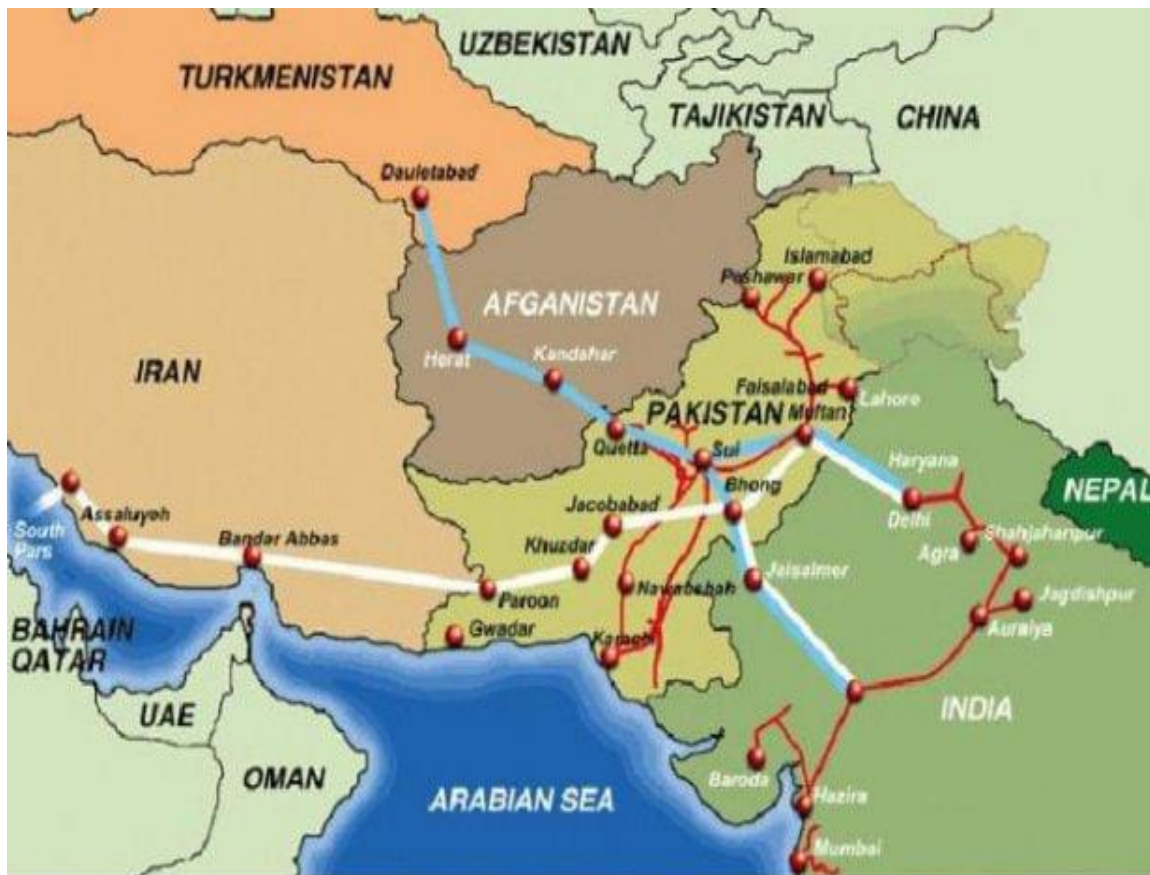 UZBEKISTAN
TURKMENISTAN
TAJIKISTAN
CHINA
Dauletabad
Islamabad
Peshawar
AFGANISTAN
Herat
Kandahar
IRAN
Faisalabad
Lahore
PAKISTAN
Multan
Quetta
Sui
Haryana
Bhong
NEPAL
Delhi
Jacobabad
Assaluyeh
South
Pars
Bandar Abbas
Shahjahanpur
Agra
Khuzdar
Jaisalmer
Nawabshah
Paroon
Jagdishpur
Auraiya
Gwadar
Karachi
BAHRAIN
QATAR
UAE
INDIA
OMAN
Baroda
ARABIAN SEA
Hazira
Mumbai